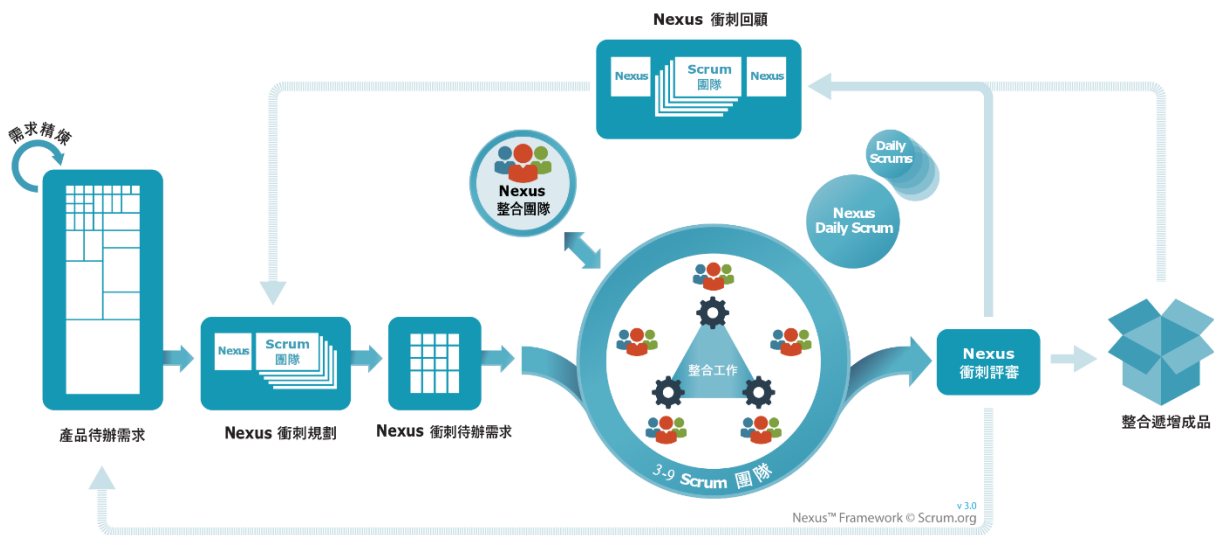 Nexus 衝刺回顧
Nexus
Scrum
團隊
Nexus
需求精煉
Nexus
整合團隊
Daily
Scrums
Nexus
Daily Scrum
Nexus
Scrum
團隊
整合工作
Nexus
衝刺評審
產品待辦需求
Nexus 衝刺規劃
Nexus 衝刺待辦需求
整合遞增成品
3-9 Scrum 團隊
v 3.0
Nexus™ Framework © Scrum.org